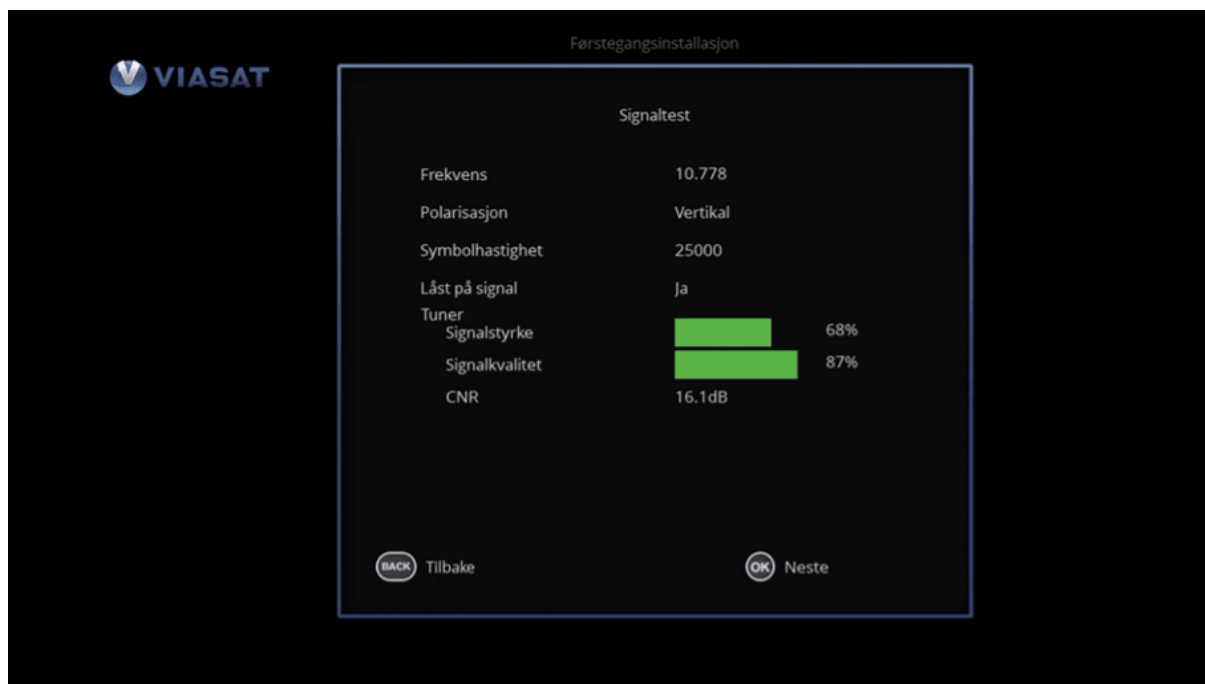 Førstegangsinstallasjon
VIASAT
Signaltest
Frekvens 10.778
Polarisasjon Vertikal
Symbolhastighet 25000
Låst på signal Ja
Tuner
Signalstyrke 68%
Signalkvalitet 87%
CNR 16.1dB
BACK Tilbake OK Neste